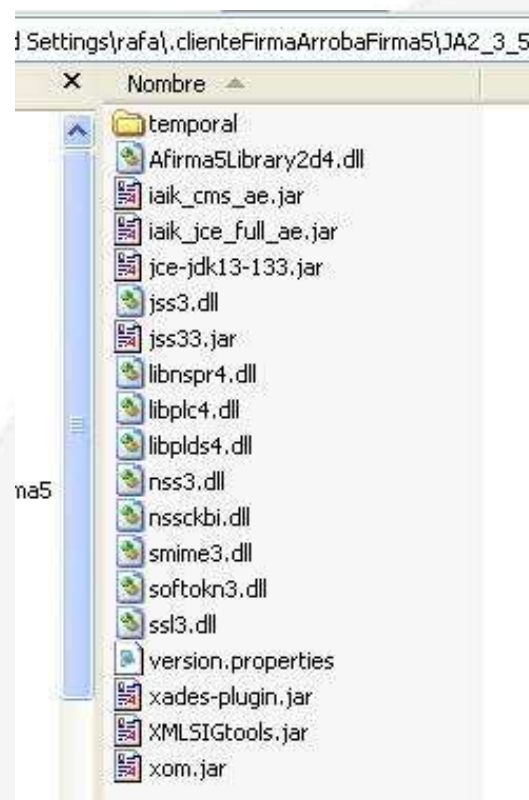 d Settings\rafa\.clienteFirmaArrobaFirma5\JA2_3_5
Nombre
temporal
Afirma5Library2d4.dll
iaik_cms_ae.jar
iaik_jce_full_ae.jar
jce-jdk13-133.jar
jss3.dll
jss33.jar
libnspr4.dll
libplc4.dll
libplds4.dll
nss3.dll
ma5
nssckbi.dll
smime3.dll
softokn3.dll
ssl3.dll
version.properties
xades-plugin.jar
XMLSIGtools.jar
xom.jar